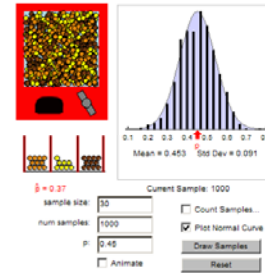 0.1 0.2 0.3 0.4 0.5 0.6 0.7
p
Mean = 0.453 Std Dev = 0.091
p̂ = 0.37
Current Sample: 1000
sample size: 30
num samples: 1000
p: 0.45
Animate
Count Samples...
Plot Normal Curve
Draw Samples
Reset